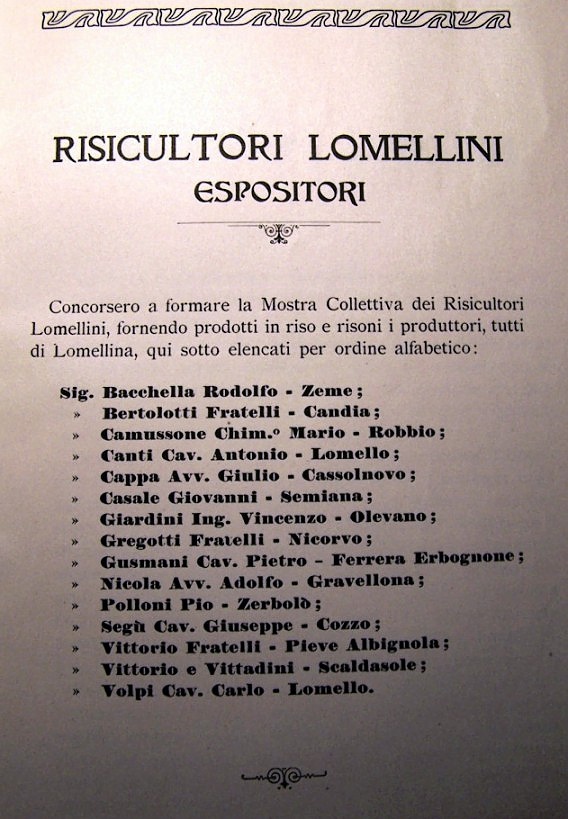 RISICULTORI LOMELLINI
ESPOSITORI
Concorsero a formare la Mostra Collettiva dei Risicultori
Lomellini, fornendo prodotti in riso e risoni i produttori, tutti
di Lomellina, qui sotto elencati per ordine alfabetico:
Sig. Bacchella Rodolfo - Zeme;
» Bertolotti Fratelli - Candia;
» Camussone Chim.º Mario - Robbio;
» Canti Cav. Antonio - Lomello;
» Cappa Avv. Giulio - Cassolnovo;
» Casale Giovanni - Semiana;
» Giardini Ing. Vincenzo - Olevano;
» Gregotti Fratelli - Nicorvo;
» Gusmani Cav. Pietro - Ferrera Erbognone;
» Nicola Avv. Adolfo - Gravellona;
» Polloni Pio - Zerbolò;
» Segù Cav. Giuseppe - Cozzo;
» Vittorio Fratelli - Pieve Albignola;
» Vittorio e Vittadini - Scaldasole;
» Volpi Cav. Carlo - Lomello.